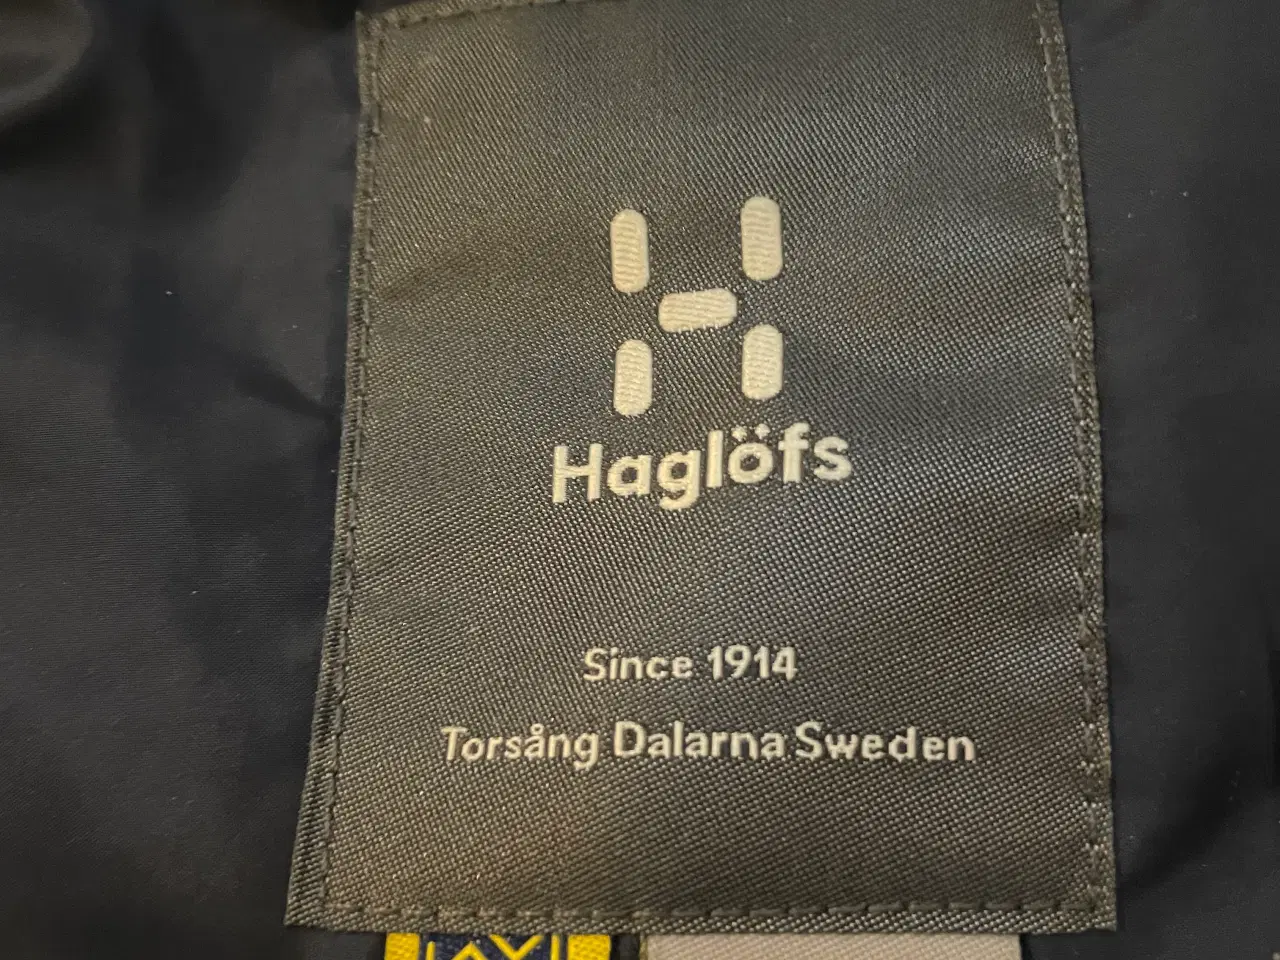 Haglöfs
Since 1914
Torsång Dalarna Sweden